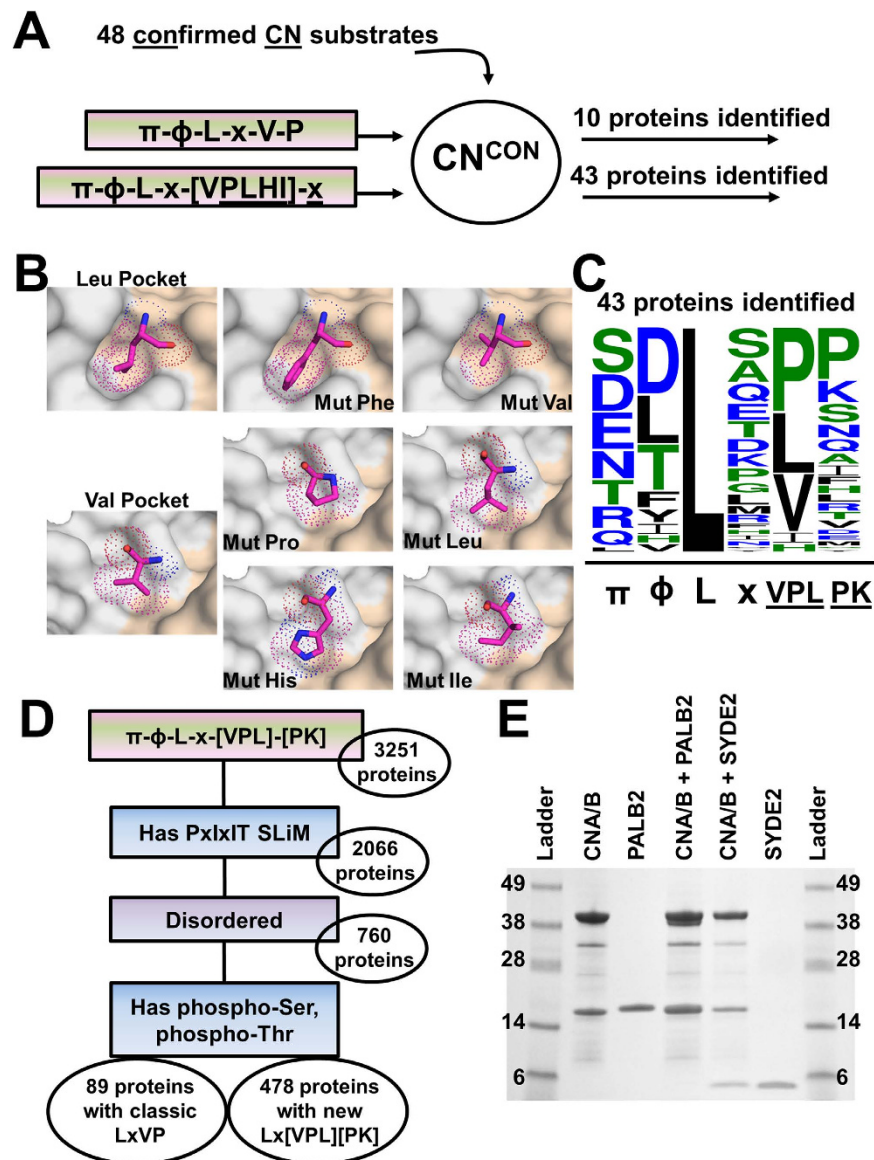 A
48 confirmed CN substrates
π-ϕ-L-x-V-P
π-ϕ-L-x-[VPLHI]-x
CN^CON
10 proteins identified
43 proteins identified
B
Leu Pocket
Mut Phe
Mut Val
Val Pocket
Mut Pro
Mut Leu
Mut His
Mut Ile
C
43 proteins identified
S D L S P P
D L A L K
E T Q V S
N F E N
T Y T Q
R D A
Q K
P
G
π ϕ L x VPL PK
D
π-ϕ-L-x-[VPL]-[PK]
3251
proteins
Has PxIxIT SLiM
2066
proteins
Disordered
760
proteins
Has phospho-Ser,
phospho-Thr
89 proteins
with classic
LxVP
478 proteins
with new
Lx[VPL][PK]
E
Ladder
CNA/B
PALB2
CNA/B + PALB2
CNA/B + SYDE2
SYDE2
Ladder
49 49
38 38
28 28
14 14
6 6